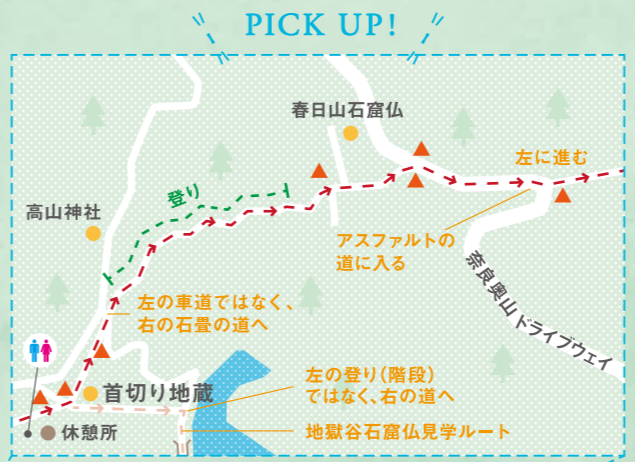 PICK UP!
春日山石窟仏
左に進む
登り
高山神社
アスファルトの
道に入る
奈良奥山ドライブウェイ
左の車道ではなく、
右の石畳の道へ
首切り地蔵
左の登り(階段)
ではなく、右の道へ
休憩所
地獄谷石窟仏見学ルート